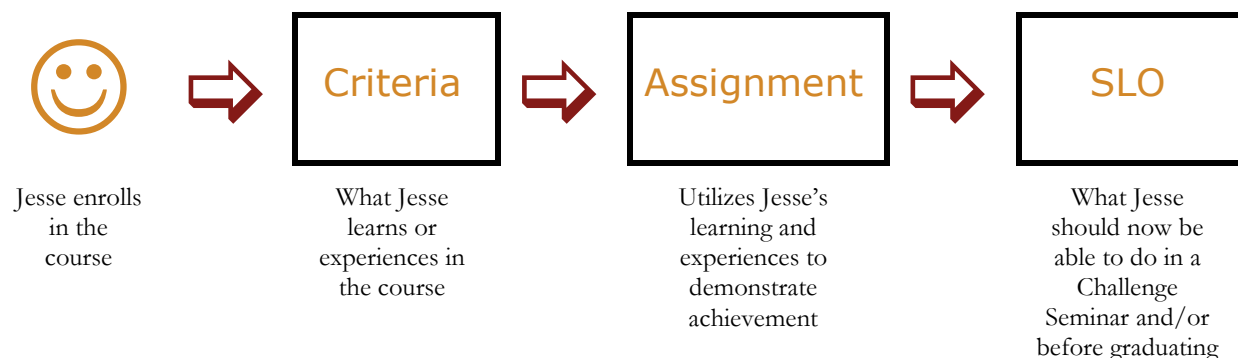 Criteria
Assignment
SLO
Jesse enrolls
in the
course
What Jesse
learns or
experiences in
the course
Utilizes Jesse’s
learning and
experiences to
demonstrate
achievement
What Jesse
should now be
able to do in a
Challenge
Seminar and/or
before graduating